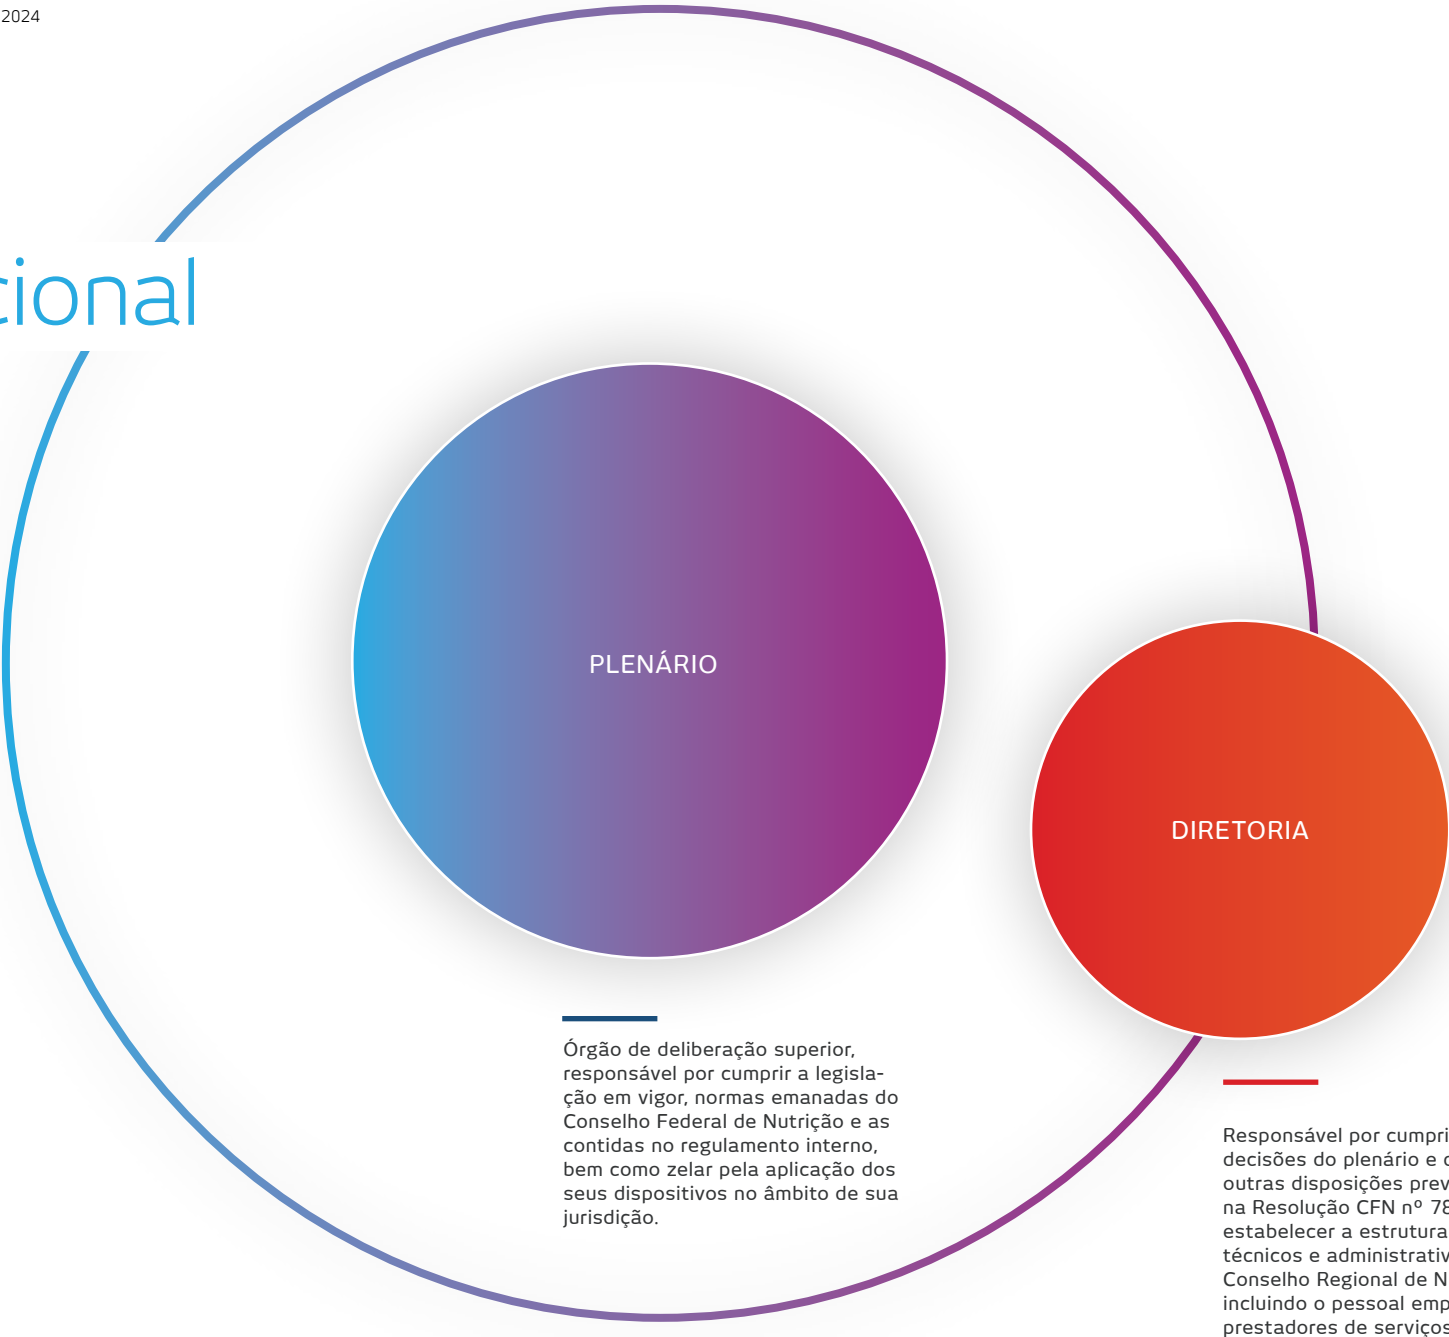 2024
cional
PLENÁRIO
DIRETORIA
Órgão de deliberação superior,
responsável por cumprir a legisla-
ção em vigor, normas emanadas do
Conselho Federal de Nutrição e as
contidas no regulamento interno,
bem como zelar pela aplicação dos
seus dispositivos no âmbito de sua
jurisdição.
Responsável por cumpri
decisões do plenário e
outras disposições prev
na Resolução CFN nº 78
estabelecer a estrutura
técnicos e administrativ
Conselho Regional de N
incluindo o pessoal emp
prestadores de serviços